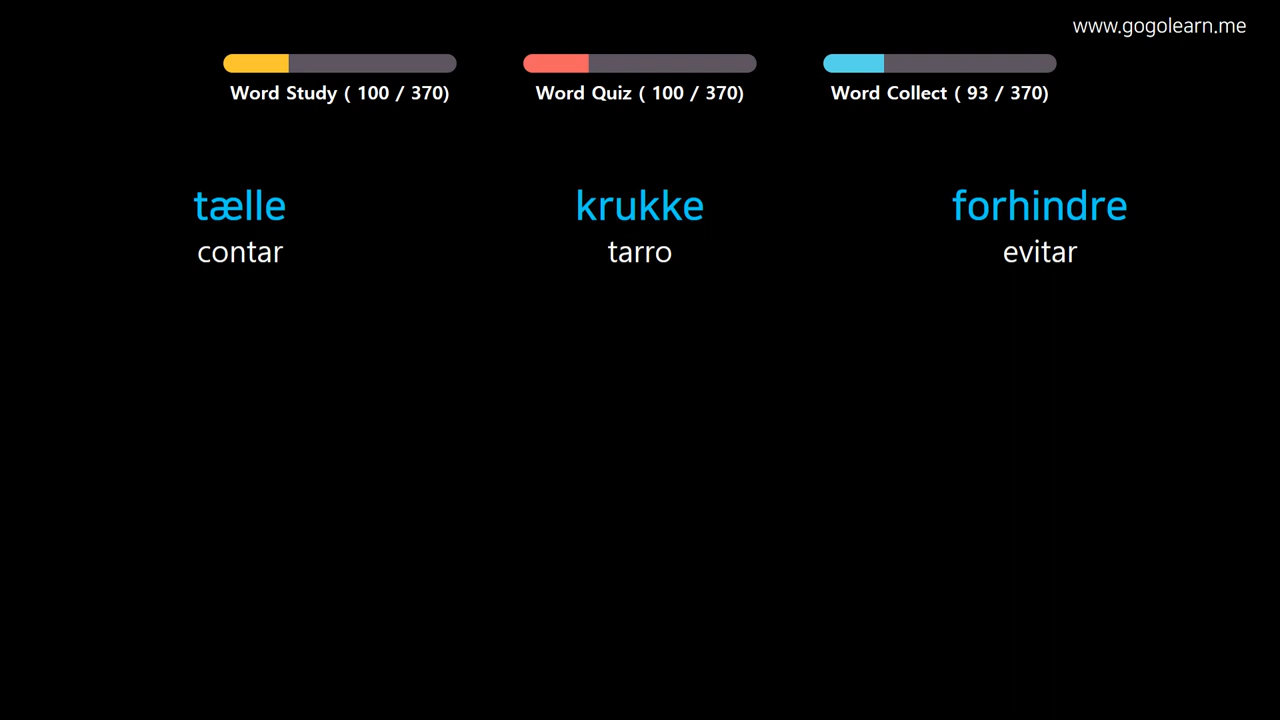 www.gogolearn.me
Word Study ( 100 / 370)
Word Quiz ( 100 / 370)
Word Collect ( 93 / 370)
tælle
contar
krukke
tarro
forhindre
evitar